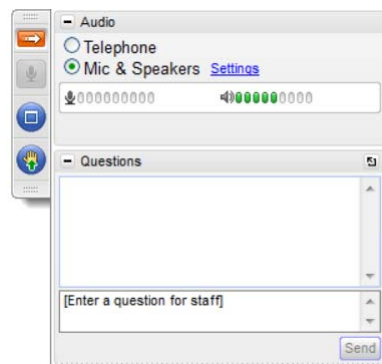 Audio
Telephone
Mic & Speakers Settings
Questions
[Enter a question for staff]
Send